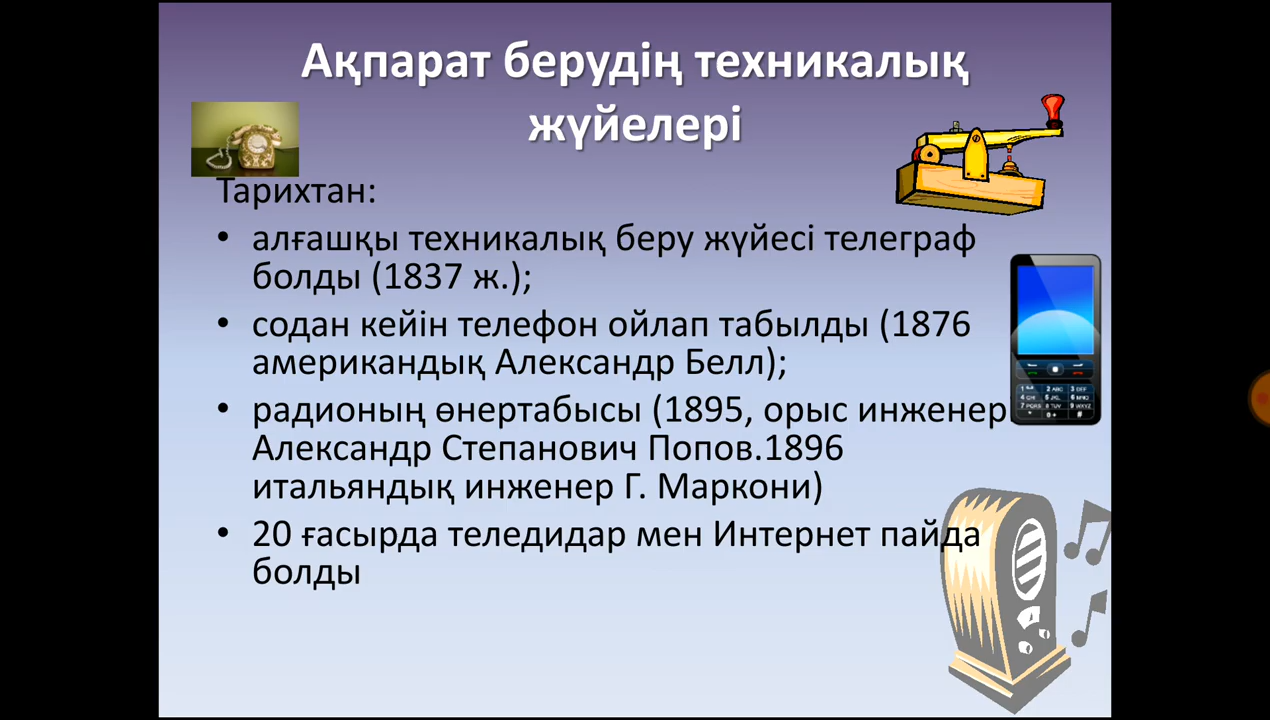 Ақпарат берудің техникалық
жүйелері
Тарихтан:
• алғашқы техникалық беру жүйесі телеграф
болды (1837 ж.);
• содан кейін телефон ойлап табылды (1876
американдық Александр Белл);
• радионың өнертабысы (1895, орыс инженер
Александр Степанович Попов.1896
итальяндық инженер Г. Маркони)
• 20 ғасырда теледидар мен Интернет пайда
болды